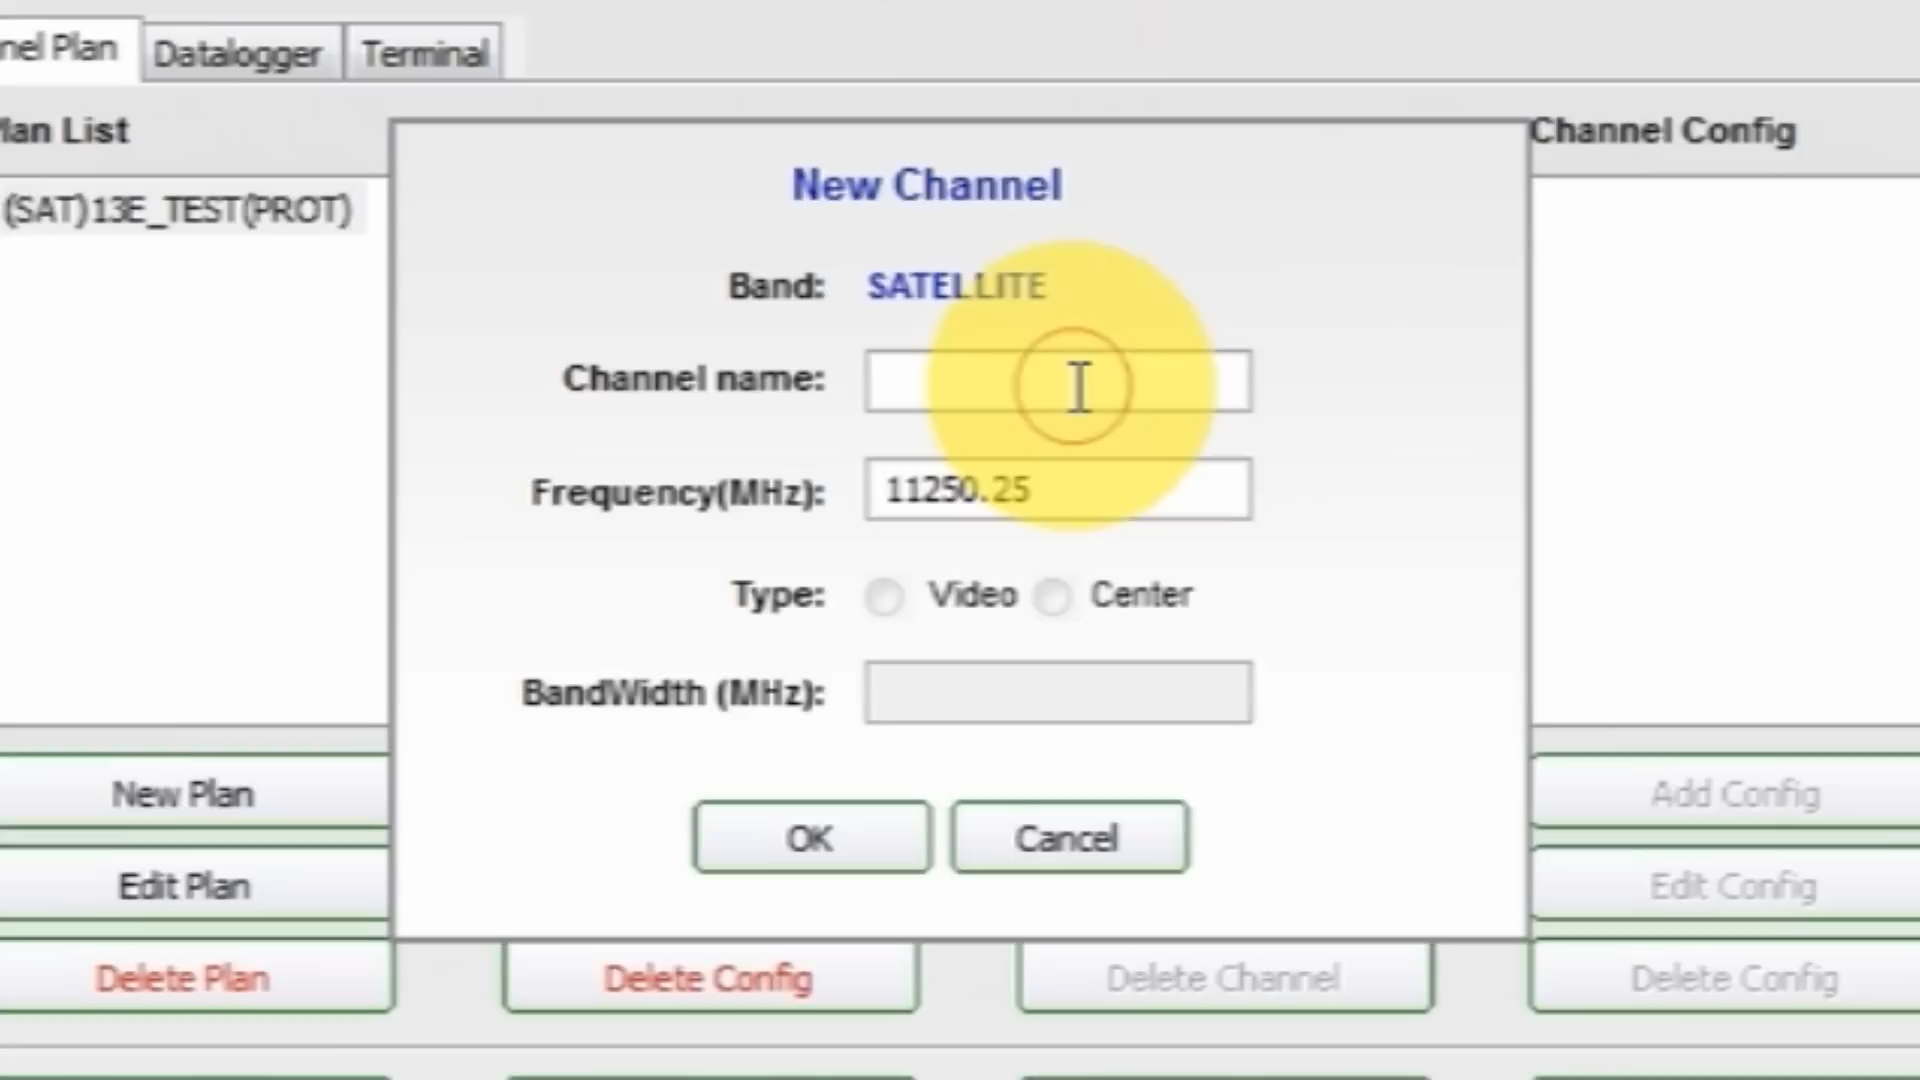 nel Plan Datalogger Terminal
Plan List
Channel Config
(SAT)13E_TEST(PROT)
New Channel
Band: SATELLITE
Channel name:
Frequency(MHz): 11250.25
Type: Video Center
BandWidth (MHz):
OK Cancel
New Plan
Add Config
Edit Plan
Edit Config
Delete Plan Delete Config Delete Channel Delete Config